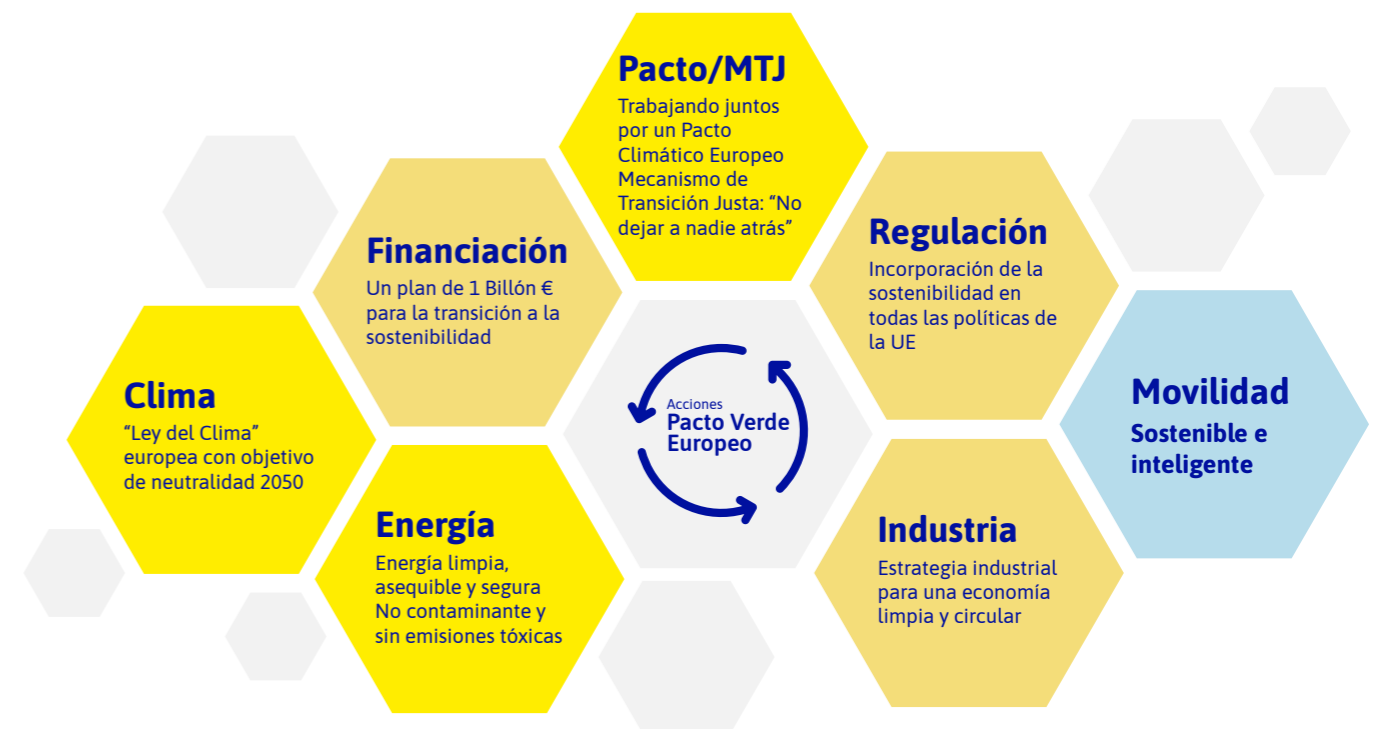 Pacto/MTJ
Trabajando juntos
por un Pacto
Climático Europeo
Mecanismo de
Transición Justa: “No
dejar a nadie atrás”
Financiación
Un plan de 1 Billón €
para la transición a la
sostenibilidad
Regulación
Incorporación de la
sostenibilidad en
todas las políticas de
la UE
Clima
“Ley del Clima”
europea con objetivo
de neutralidad 2050
Acciones
Pacto Verde
Europeo
Movilidad
Sostenible e
inteligente
Energía
Energía limpia,
asequible y segura
No contaminante y
sin emisiones tóxicas
Industria
Estrategia industrial
para una economía
limpia y circular